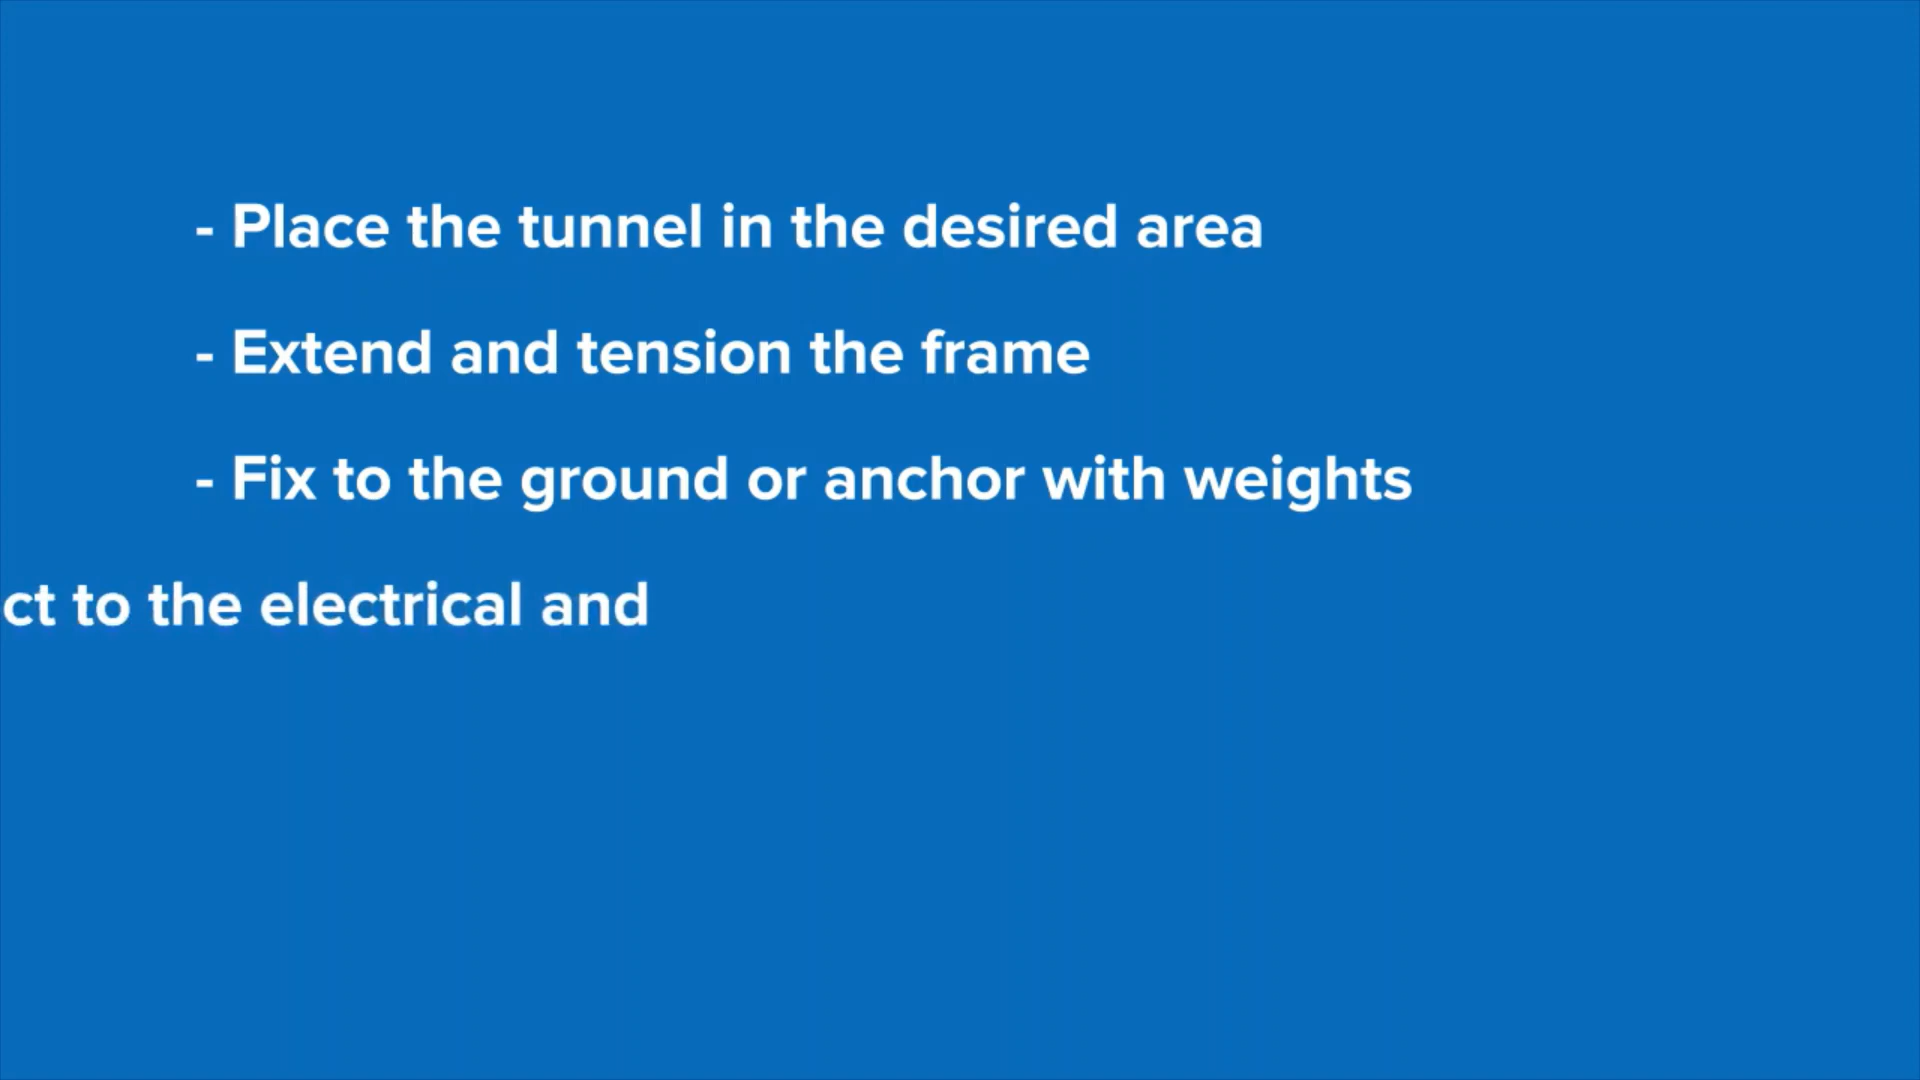 - Place the tunnel in the desired area
- Extend and tension the frame
- Fix to the ground or anchor with weights
ct to the electrical and